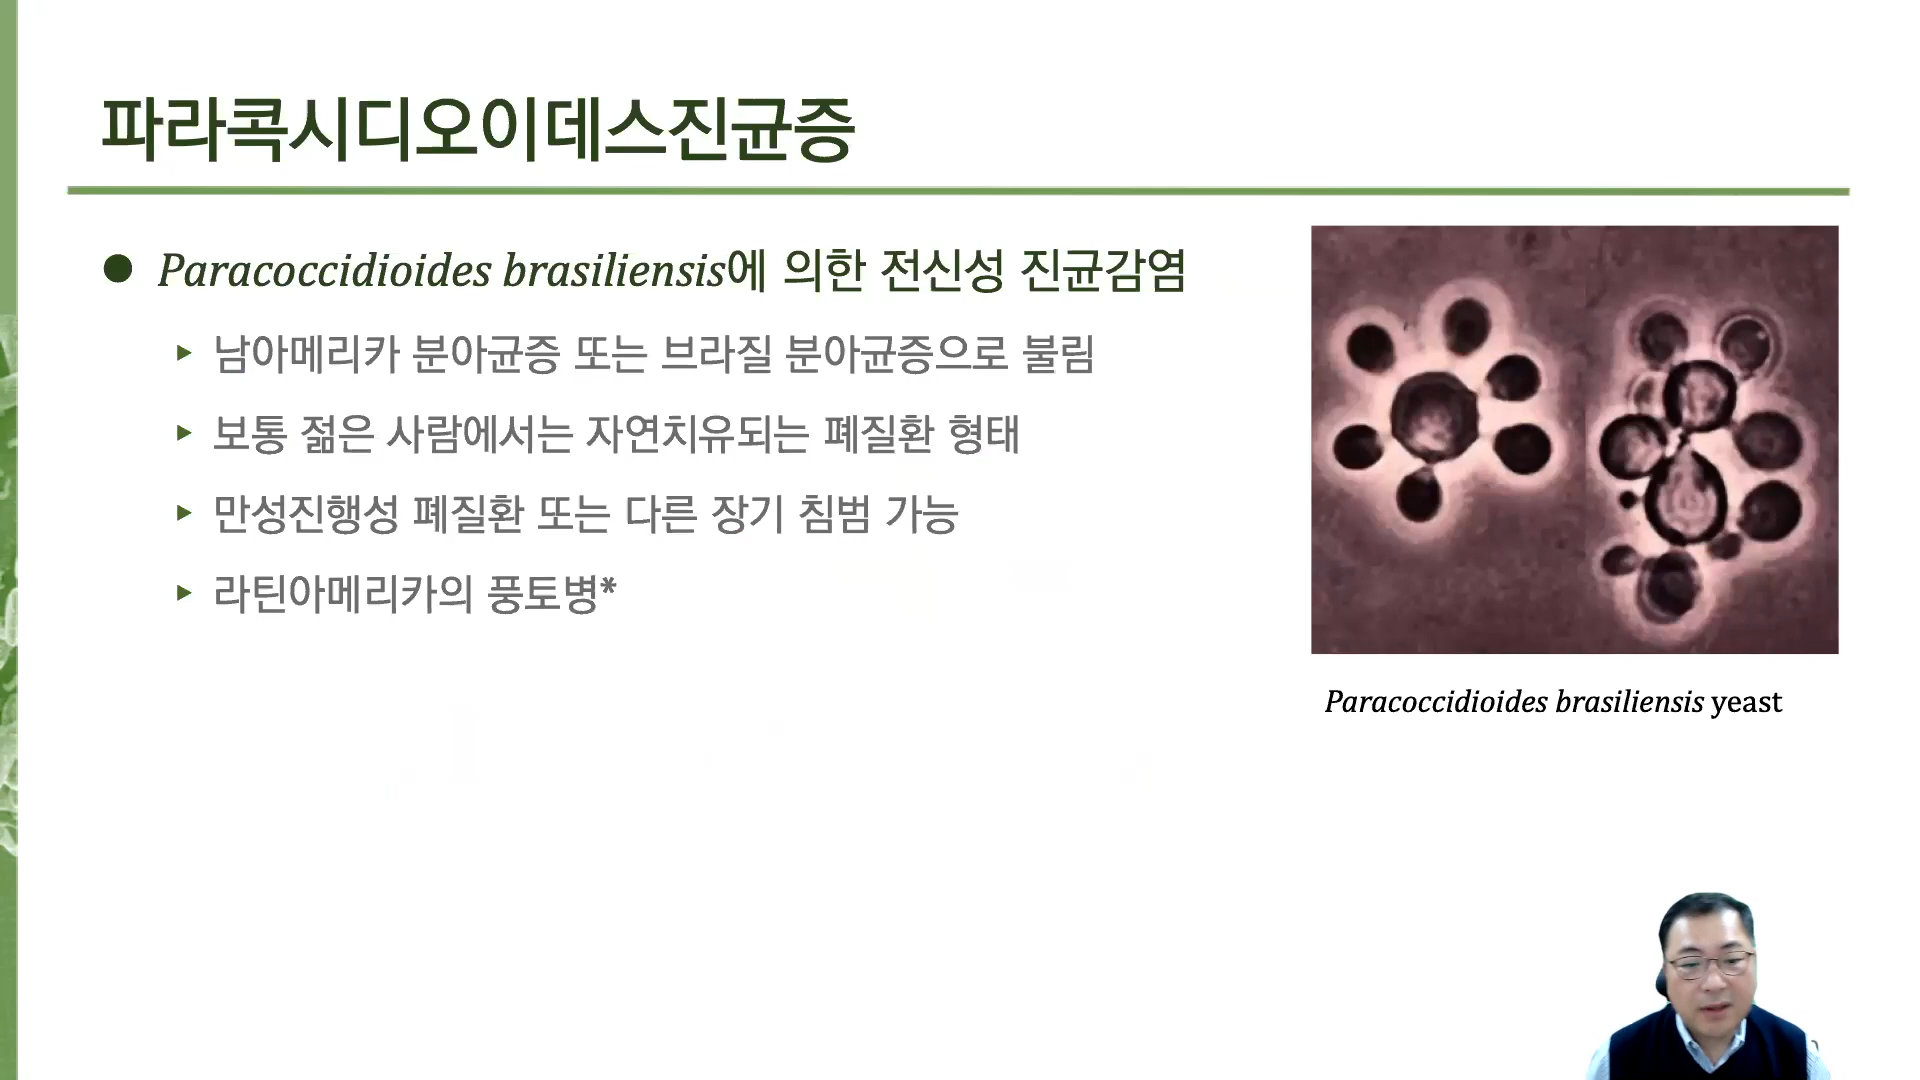 파라콕시디오이데스진균증
Paracoccidioides brasiliensis에 의한 전신성 진균감염
남아메리카 분아균증 또는 브라질 분아균증으로 불림
보통 젊은 사람에서는 자연치유되는 폐질환 형태
만성진행성 폐질환 또는 다른 장기 침범 가능
라틴아메리카의 풍토병*
Paracoccidioides brasiliensis yeast